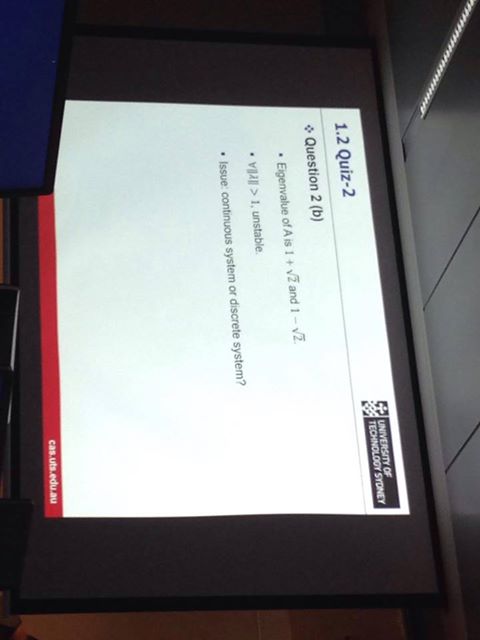 1.2 Quiz-2
UNIVERSITY OF
TECHNOLOGY SYDNEY
❖ Question 2 (b)
▪ Eigenvalue of A is 1 + √2 and 1 − √2.
▪ ∀‖λ‖ > 1, unstable.
▪ Issue: continuous system or discrete system?
cas.uts.edu.au